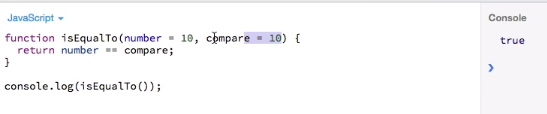 JavaScript
Console
function isEqualTo(number = 10, compare = 10) {
  return number == compare;
}
console.log(isEqualTo());
true